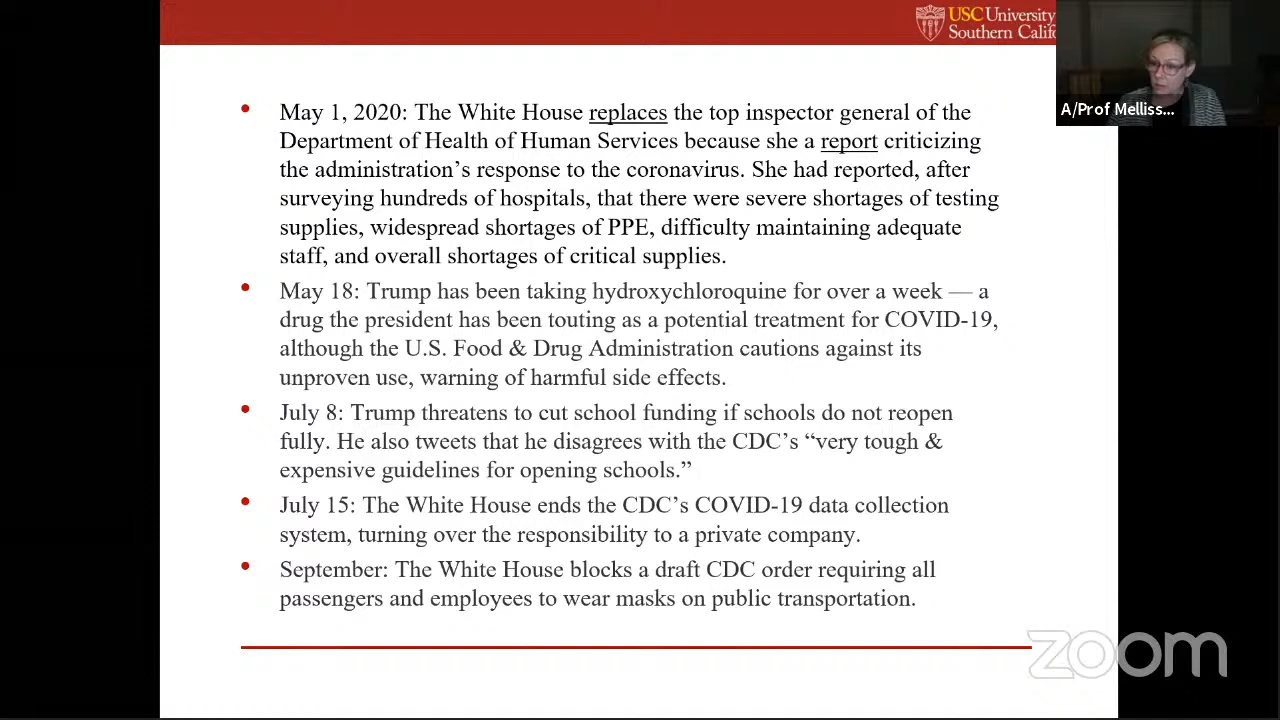 USC University
Southern Califo
A/Prof Melliss...
• May 1, 2020: The White House replaces the top inspector general of the
Department of Health of Human Services because she a report criticizing
the administration’s response to the coronavirus. She had reported, after
surveying hundreds of hospitals, that there were severe shortages of testing
supplies, widespread shortages of PPE, difficulty maintaining adequate
staff, and overall shortages of critical supplies.
• May 18: Trump has been taking hydroxychloroquine for over a week — a
drug the president has been touting as a potential treatment for COVID-19,
although the U.S. Food & Drug Administration cautions against its
unproven use, warning of harmful side effects.
• July 8: Trump threatens to cut school funding if schools do not reopen
fully. He also tweets that he disagrees with the CDC’s “very tough &
expensive guidelines for opening schools.”
• July 15: The White House ends the CDC’s COVID-19 data collection
system, turning over the responsibility to a private company.
• September: The White House blocks a draft CDC order requiring all
passengers and employees to wear masks on public transportation.
zoom